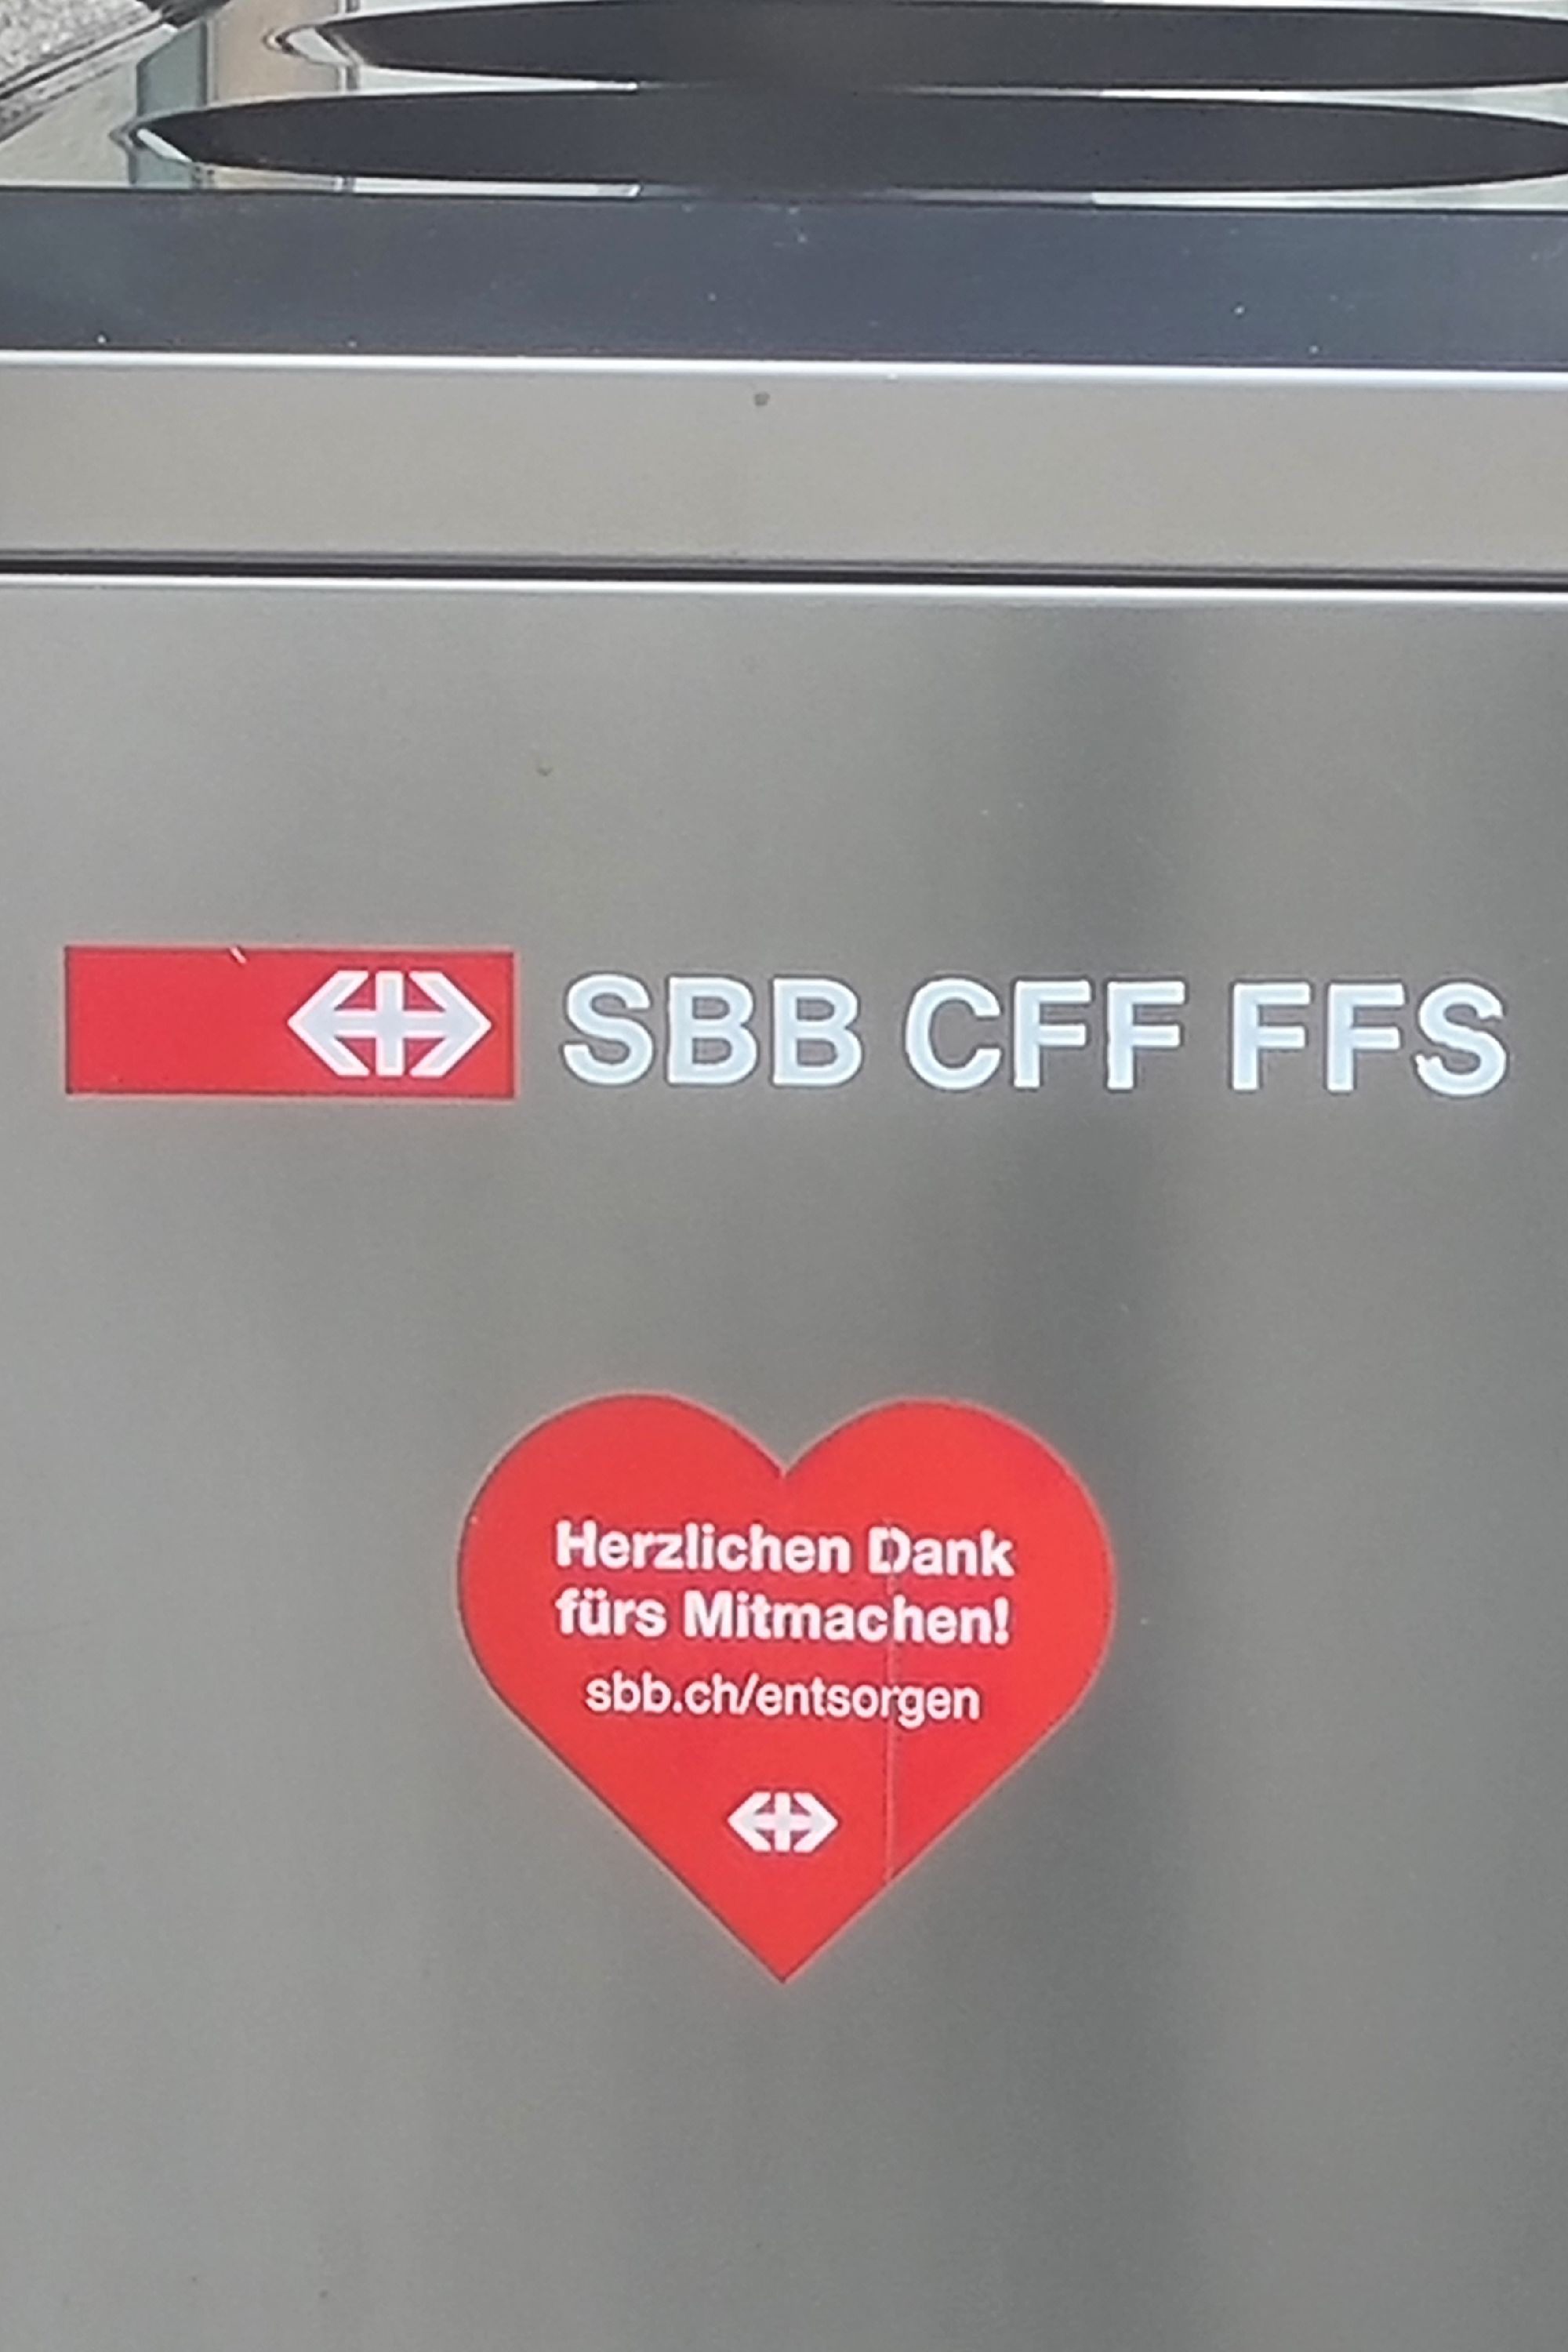 SBB CFF FFS
Herzlichen Dank
fürs Mitmachen!
sbb.ch/entsorgen